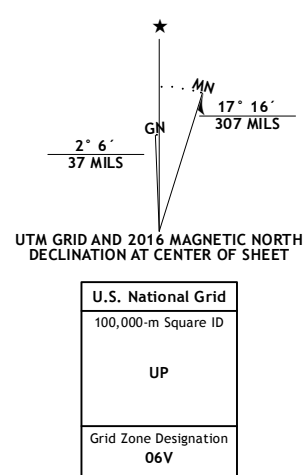 MN
GN
17° 16´
307 MILS
2° 6´
37 MILS
UTM GRID AND 2016 MAGNETIC NORTH
DECLINATION AT CENTER OF SHEET
U.S. National Grid
100,000-m Square ID
UP
Grid Zone Designation
06V